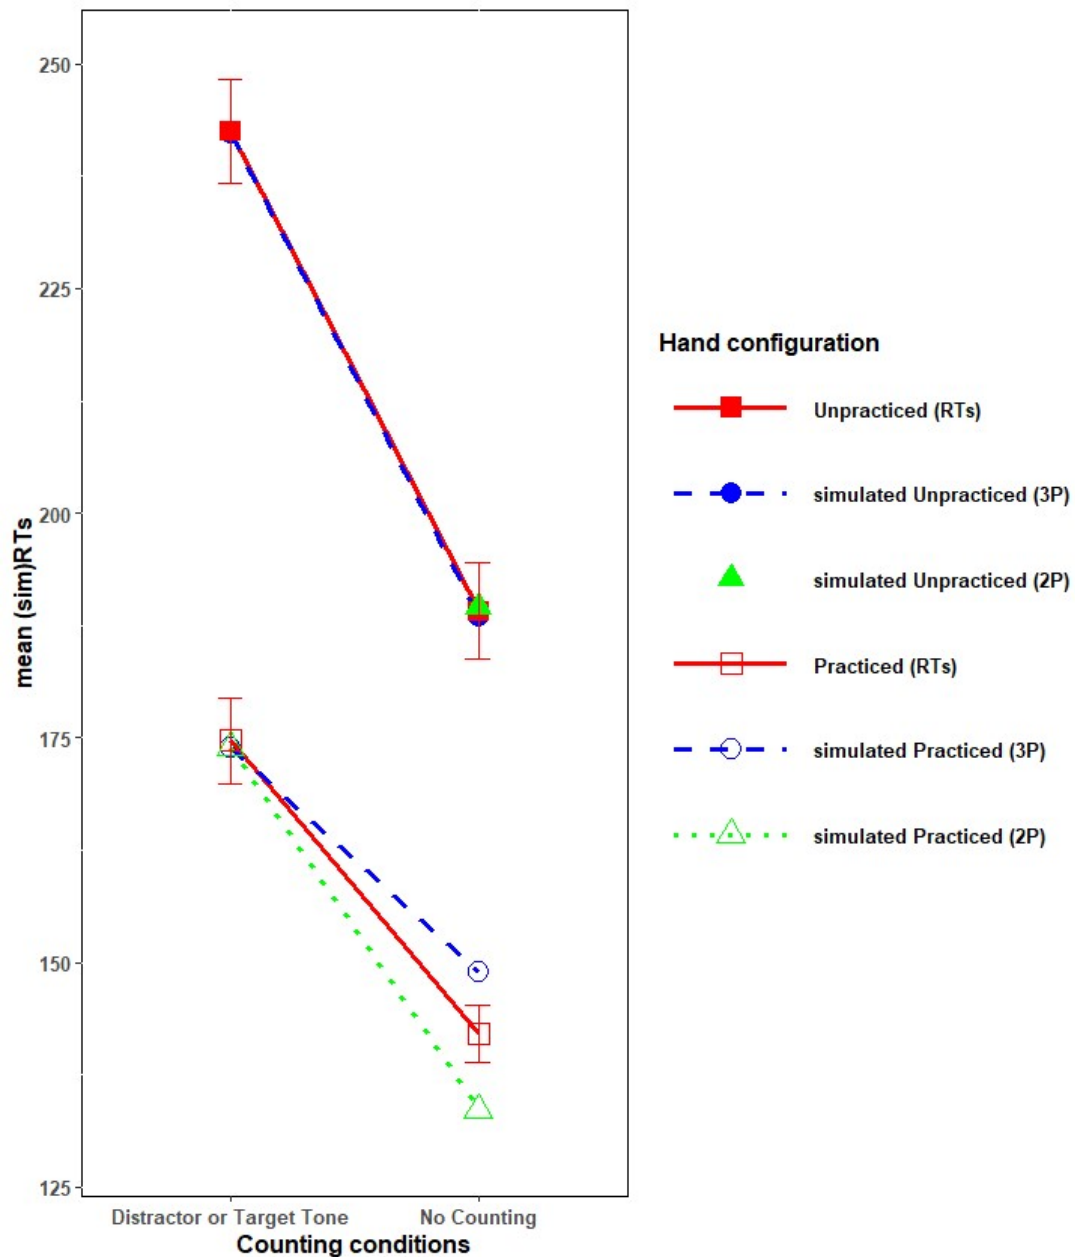 250
225
200
175
150
125
mean (sim)RTs
Distractor or Target Tone
No Counting
Counting conditions
Hand configuration
Unpracticed (RTs)
simulated Unpracticed (3P)
simulated Unpracticed (2P)
Practiced (RTs)
simulated Practiced (3P)
simulated Practiced (2P)